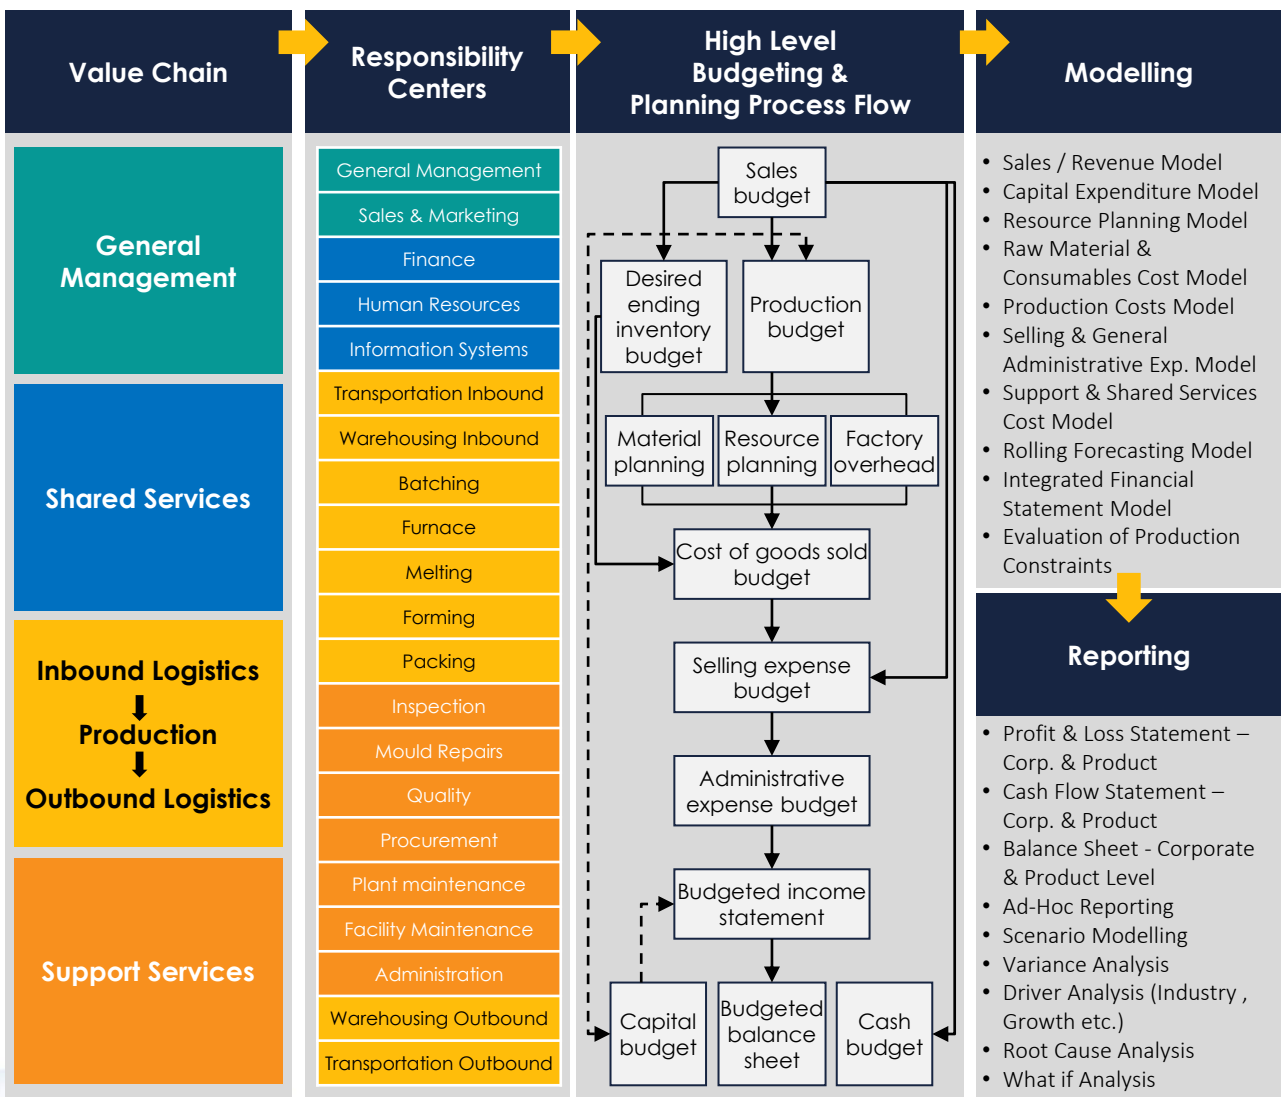 Value Chain
General
Management
Shared Services
Inbound Logistics
Production
Outbound Logistics
Support Services
Responsibility
Centers
General Management
Sales & Marketing
Finance
Human Resources
Information Systems
Transportation Inbound
Warehousing Inbound
Batching
Furnace
Melting
Forming
Packing
Inspection
Mould Repairs
Quality
Procurement
Plant maintenance
Facility Maintenance
Administration
Warehousing Outbound
Transportation Outbound
High Level
Budgeting &
Planning Process Flow
Sales
budget
Desired
ending
inventory
budget
Production
budget
Material
planning
Resource
planning
Factory
overhead
Cost of goods sold
budget
Selling expense
budget
Administrative
expense budget
Budgeted income
statement
Capital
budget
Budgeted
balance
sheet
Cash
budget
Modelling
• Sales / Revenue Model
• Capital Expenditure Model
• Resource Planning Model
• Raw Material &
Consumables Cost Model
• Production Costs Model
• Selling & General
Administrative Exp. Model
• Support & Shared Services
Cost Model
• Rolling Forecasting Model
• Integrated Financial
Statement Model
• Evaluation of Production
Constraints
Reporting
• Profit & Loss Statement –
Corp. & Product
• Cash Flow Statement –
Corp. & Product
• Balance Sheet - Corporate
& Product Level
• Ad-Hoc Reporting
• Scenario Modelling
• Variance Analysis
• Driver Analysis (Industry ,
Growth etc.)
• Root Cause Analysis
• What if Analysis